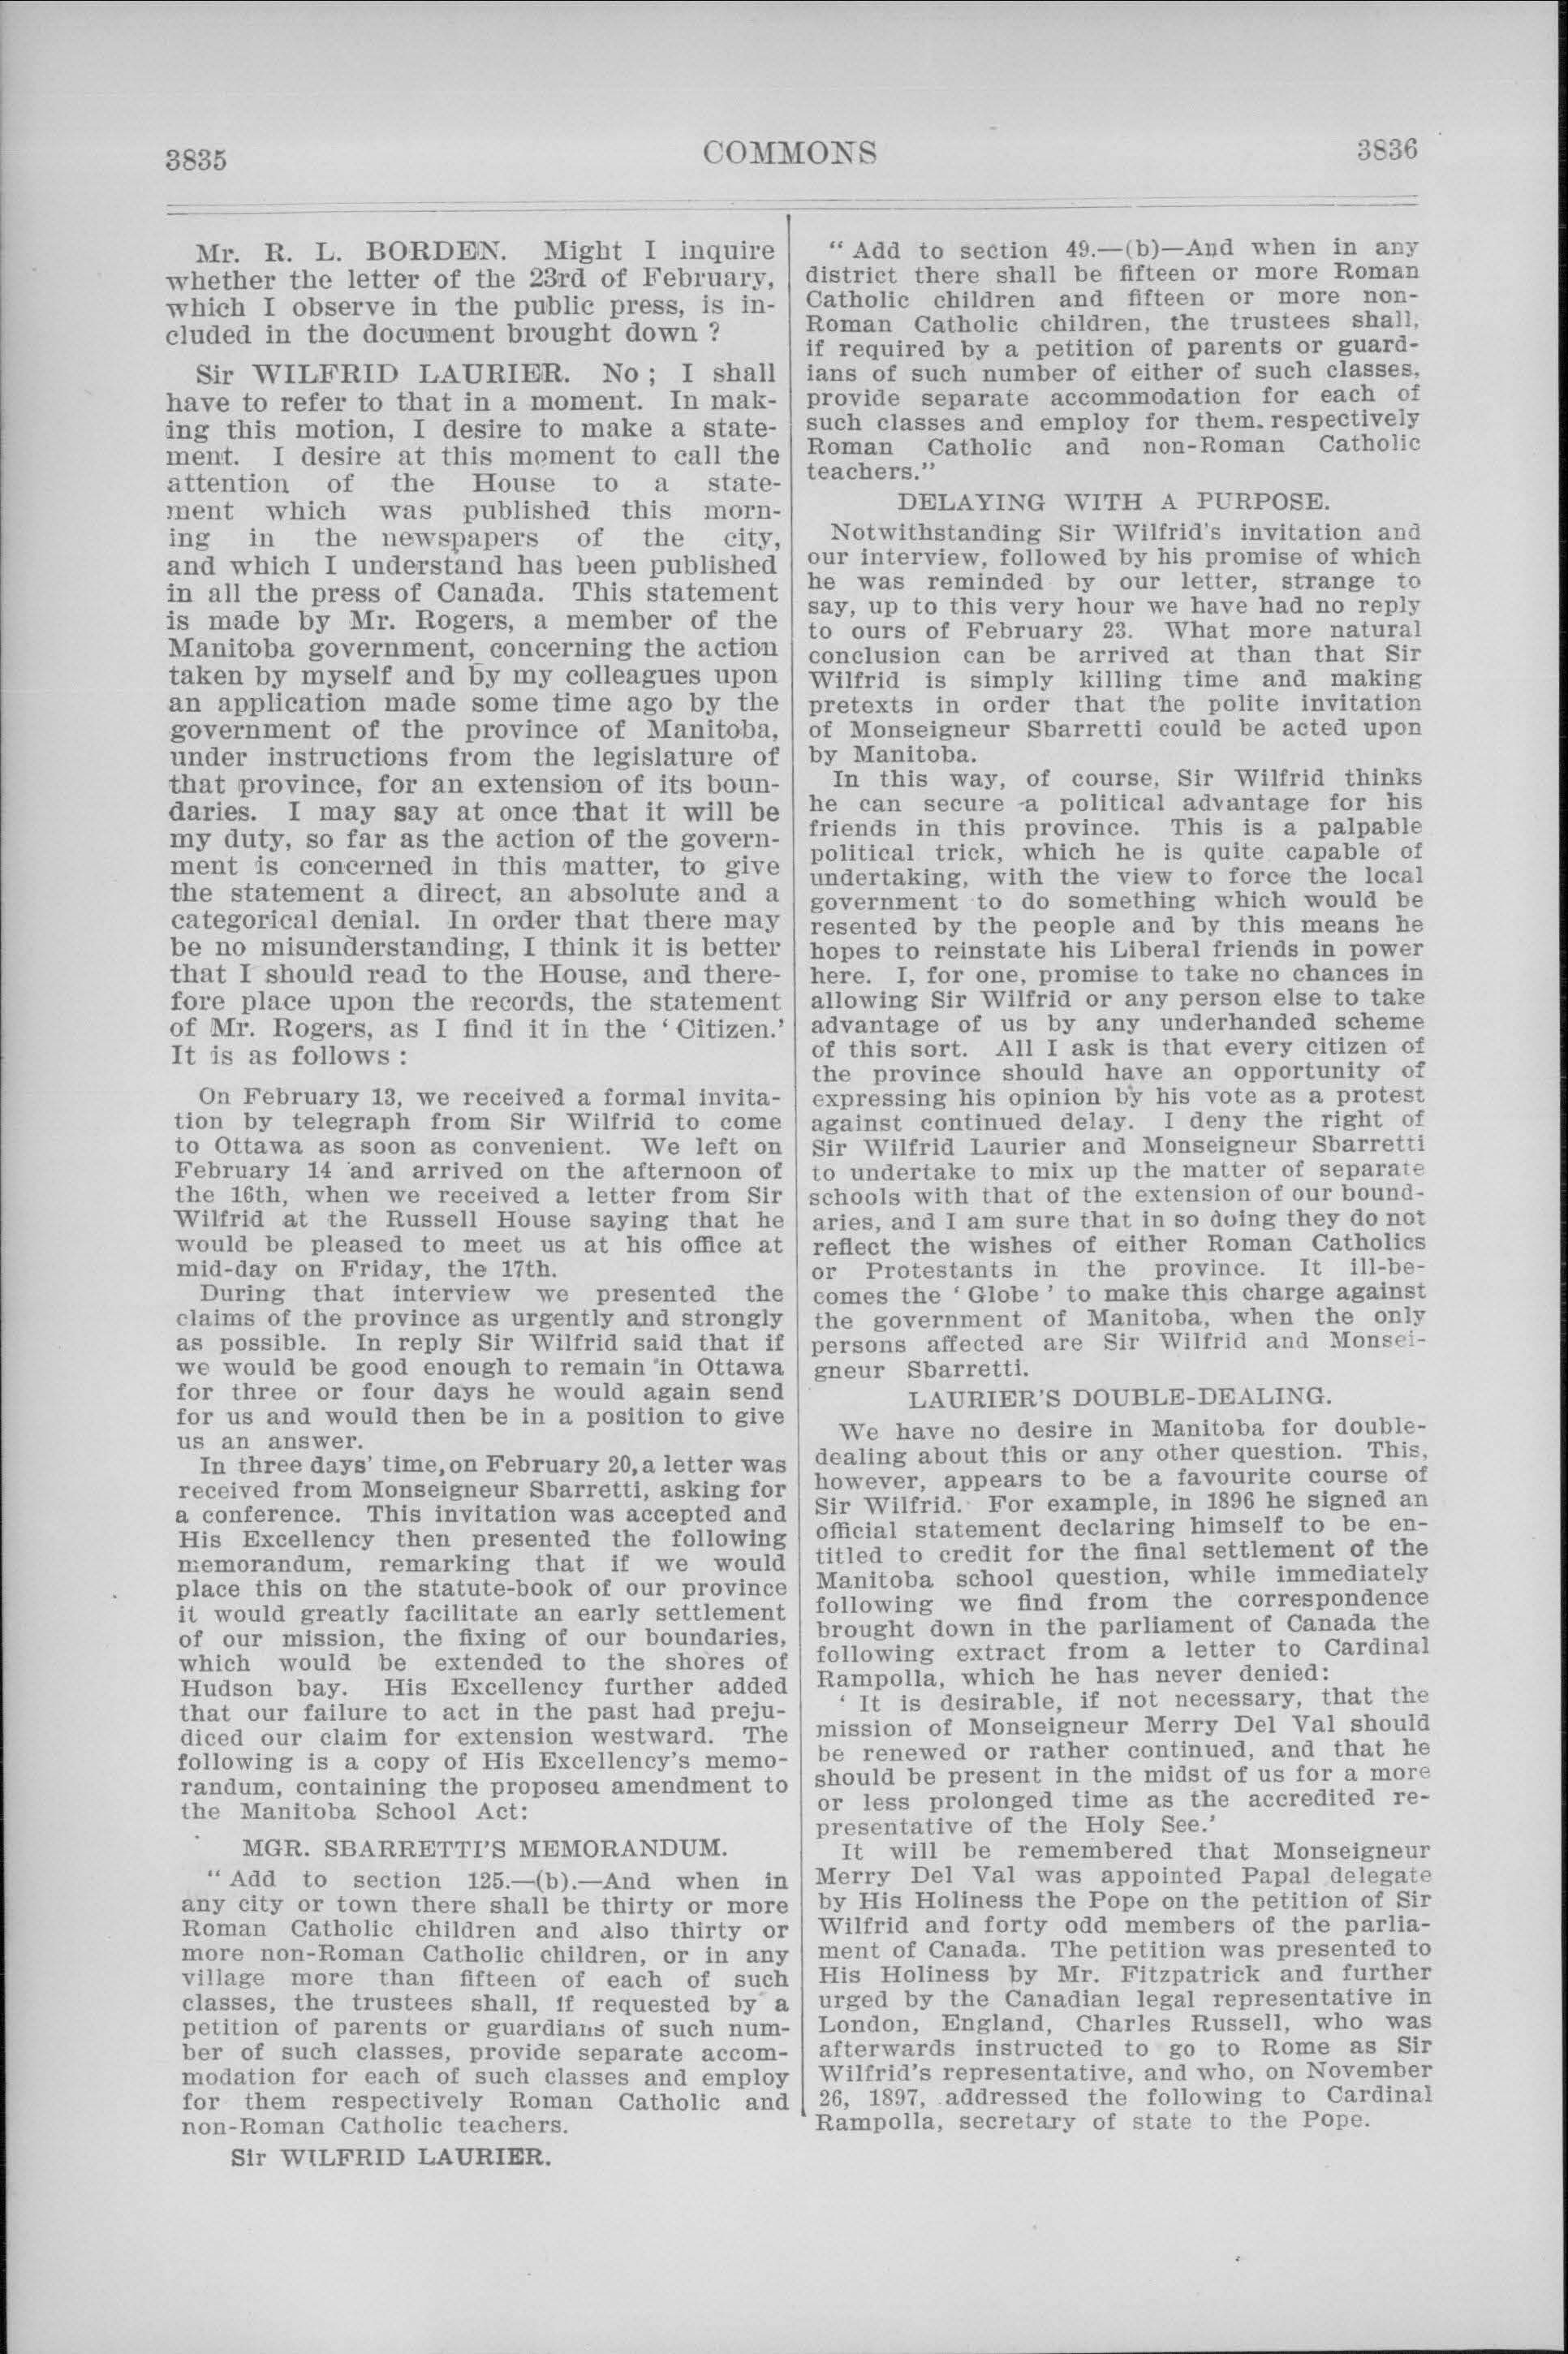 3835
COMMONS
3836
Mr. R. L. BORDEN. Might I inquire
whether the letter of the 23rd of February,
which I observe in the public press, is in-
cluded in the document brought down ?
Sir WILFRID LAURIER. No ; I shall
have to refer to that in a moment. In mak-
ing this motion, I desire to make a state-
ment. I desire at this moment to call the
attention of the House to a state-
ment which was published this morn-
ing in the newspapers of the city,
and which I understand has been published
in all the press of Canada. This statement
is made by Mr. Rogers, a member of the
Manitoba government, concerning the action
taken by myself and by my colleagues upon
an application made some time ago by the
government of the province of Manitoba,
under instructions from the legislature of
that province, for an extension of its boun-
daries. I may say at once that it will be
my duty, so far as the action of the govern-
ment is concerned in this matter, to give
the statement a direct, an absolute and a
categorical denial. In order that there may
be no misunderstanding, I think it is better
that I should read to the House, and there-
fore place upon the records, the statement
of Mr. Rogers, as I find it in the ‘ Citizen.’
It is as follows :
On February 13, we received a formal invita-
tion by telegraph from Sir Wilfrid to come
to Ottawa as soon as convenient. We left on
February 14 and arrived on the afternoon of
the 16th, when we received a letter from Sir
Wilfrid at the Russell House saying that he
would be pleased to meet us at his office at
mid-day on Friday, the 17th.
During that interview we presented the
claims of the province as urgently and strongly
as possible. In reply Sir Wilfrid said that if
we would be good enough to remain in Ottawa
for three or four days he would again send
for us and would then be in a position to give
us an answer.
In three days’ time, on February 20, a letter was
received from Monseigneur Sbarretti, asking for
a conference. This invitation was accepted and
His Excellency then presented the following
memorandum, remarking that if we would
place this on the statute-book of our province
it would greatly facilitate an early settlement
of our mission, the fixing of our boundaries,
which would be extended to the shores of
Hudson bay. His Excellency further added
that our failure to act in the past had preju-
diced our claim for extension westward. The
following is a copy of His Excellency’s memo-
randum, containing the proposed amendment to
the Manitoba School Act:
MGR. SBARRETTI’S MEMORANDUM.
“ Add to section 125.—(b).—And when in
any city or town there shall be thirty or more
Roman Catholic children and also thirty or
more non-Roman Catholic children, or in any
village more than fifteen of each of such
classes, the trustees shall, if requested by a
petition of parents or guardians of such num-
ber of such classes, provide separate accom-
modation for each of such classes and employ
for them respectively Roman Catholic and
non-Roman Catholic teachers.
Sir WILFRID LAURIER.
“ Add to section 49.—(b)—And when in any
district there shall be fifteen or more Roman
Catholic children and fifteen or more non-
Roman Catholic children, the trustees shall,
if required by a petition of parents or guard-
ians of such number of either of such classes,
provide separate accommodation for each of
such classes and employ for them. respectively
Roman Catholic and non-Roman Catholic
teachers.”
DELAYING WITH A PURPOSE.
Notwithstanding Sir Wilfrid’s invitation and
our interview, followed by his promise of which
he was reminded by our letter, strange to
say, up to this very hour we have had no reply
to ours of February 23. What more natural
conclusion can be arrived at than that Sir
Wilfrid is simply killing time and making
pretexts in order that the polite invitation
of Monseigneur Sbarretti could be acted upon
by Manitoba.
In this way, of course, Sir Wilfrid thinks
he can secure a political advantage for his
friends in this province. This is a palpable
political trick, which he is quite capable of
undertaking, with the view to force the local
government to do something which would be
resented by the people and by this means he
hopes to reinstate his Liberal friends in power
here. I, for one, promise to take no chances in
allowing Sir Wilfrid or any person else to take
advantage of us by any underhanded scheme
of this sort. All I ask is that every citizen of
the province should have an opportunity of
expressing his opinion by his vote as a protest
against continued delay. I deny the right of
Sir Wilfrid Laurier and Monseigneur Sbarretti
to undertake to mix up the matter of separate
schools with that of the extension of our bound-
aries, and I am sure that in so doing they do not
reflect the wishes of either Roman Catholics
or Protestants in the province. It ill-be-
comes the ‘ Globe ’ to make this charge against
the government of Manitoba, when the only
persons affected are Sir Wilfrid and Monsei-
gneur Sbarretti.
LAURIER’S DOUBLE-DEALING.
We have no desire in Manitoba for double-
dealing about this or any other question. This,
however, appears to be a favourite course of
Sir Wilfrid. For example, in 1896 he signed an
official statement declaring himself to be en-
titled to credit for the final settlement of the
Manitoba school question, while immediately
following we find from the correspondence
brought down in the parliament of Canada the
following extract from a letter to Cardinal
Rampolla, which he has never denied:
‘ It is desirable, if not necessary, that the
mission of Monseigneur Merry Del Val should
be renewed or rather continued, and that he
should be present in the midst of us for a more
or less prolonged time as the accredited re-
presentative of the Holy See.’
It will be remembered that Monseigneur
Merry Del Val was appointed Papal delegate
by His Holiness the Pope on the petition of Sir
Wilfrid and forty odd members of the parlia-
ment of Canada. The petition was presented to
His Holiness by Mr. Fitzpatrick and further
urged by the Canadian legal representative in
London, England, Charles Russell, who was
afterwards instructed to go to Rome as Sir
Wilfrid’s representative, and who, on November
26, 1897, addressed the following to Cardinal
Rampolla, secretary of state to the Pope.